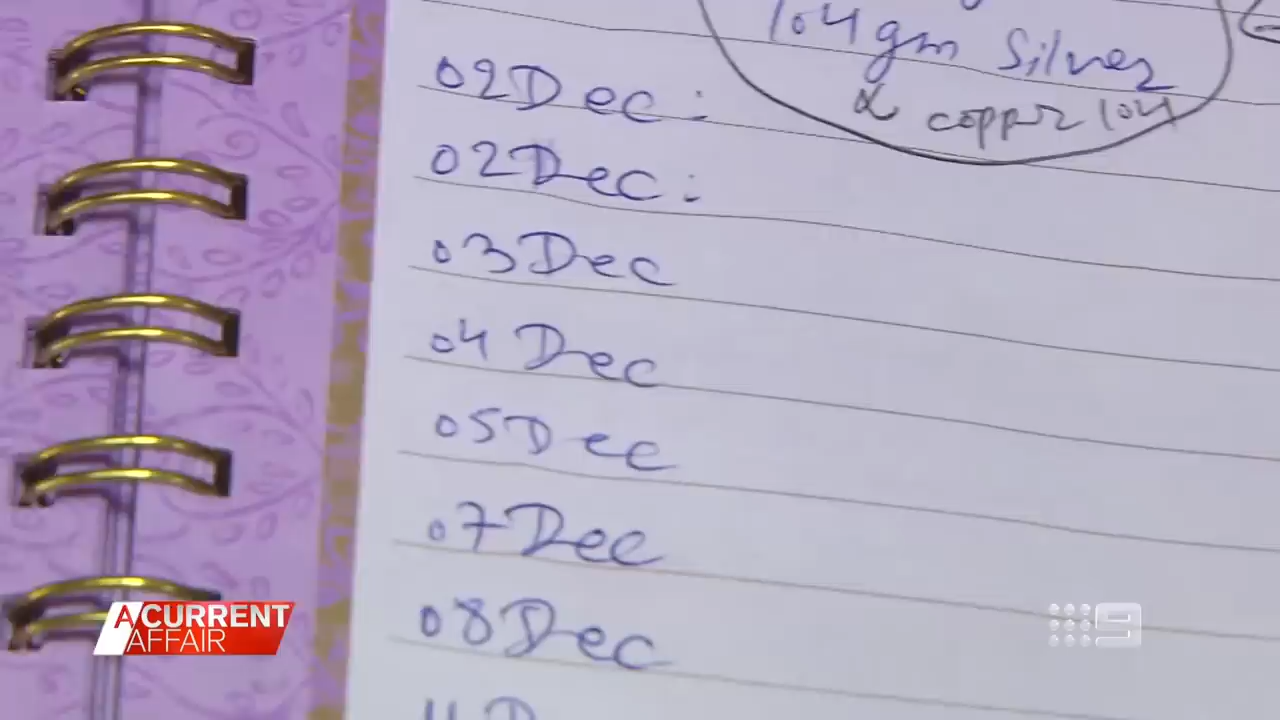 104gm Silver
& copper 104
02Dec:
02Dec:
03Dec
04 Dec
05Dec
07Dec
08Dec
A CURRENT
AFFAIR
9